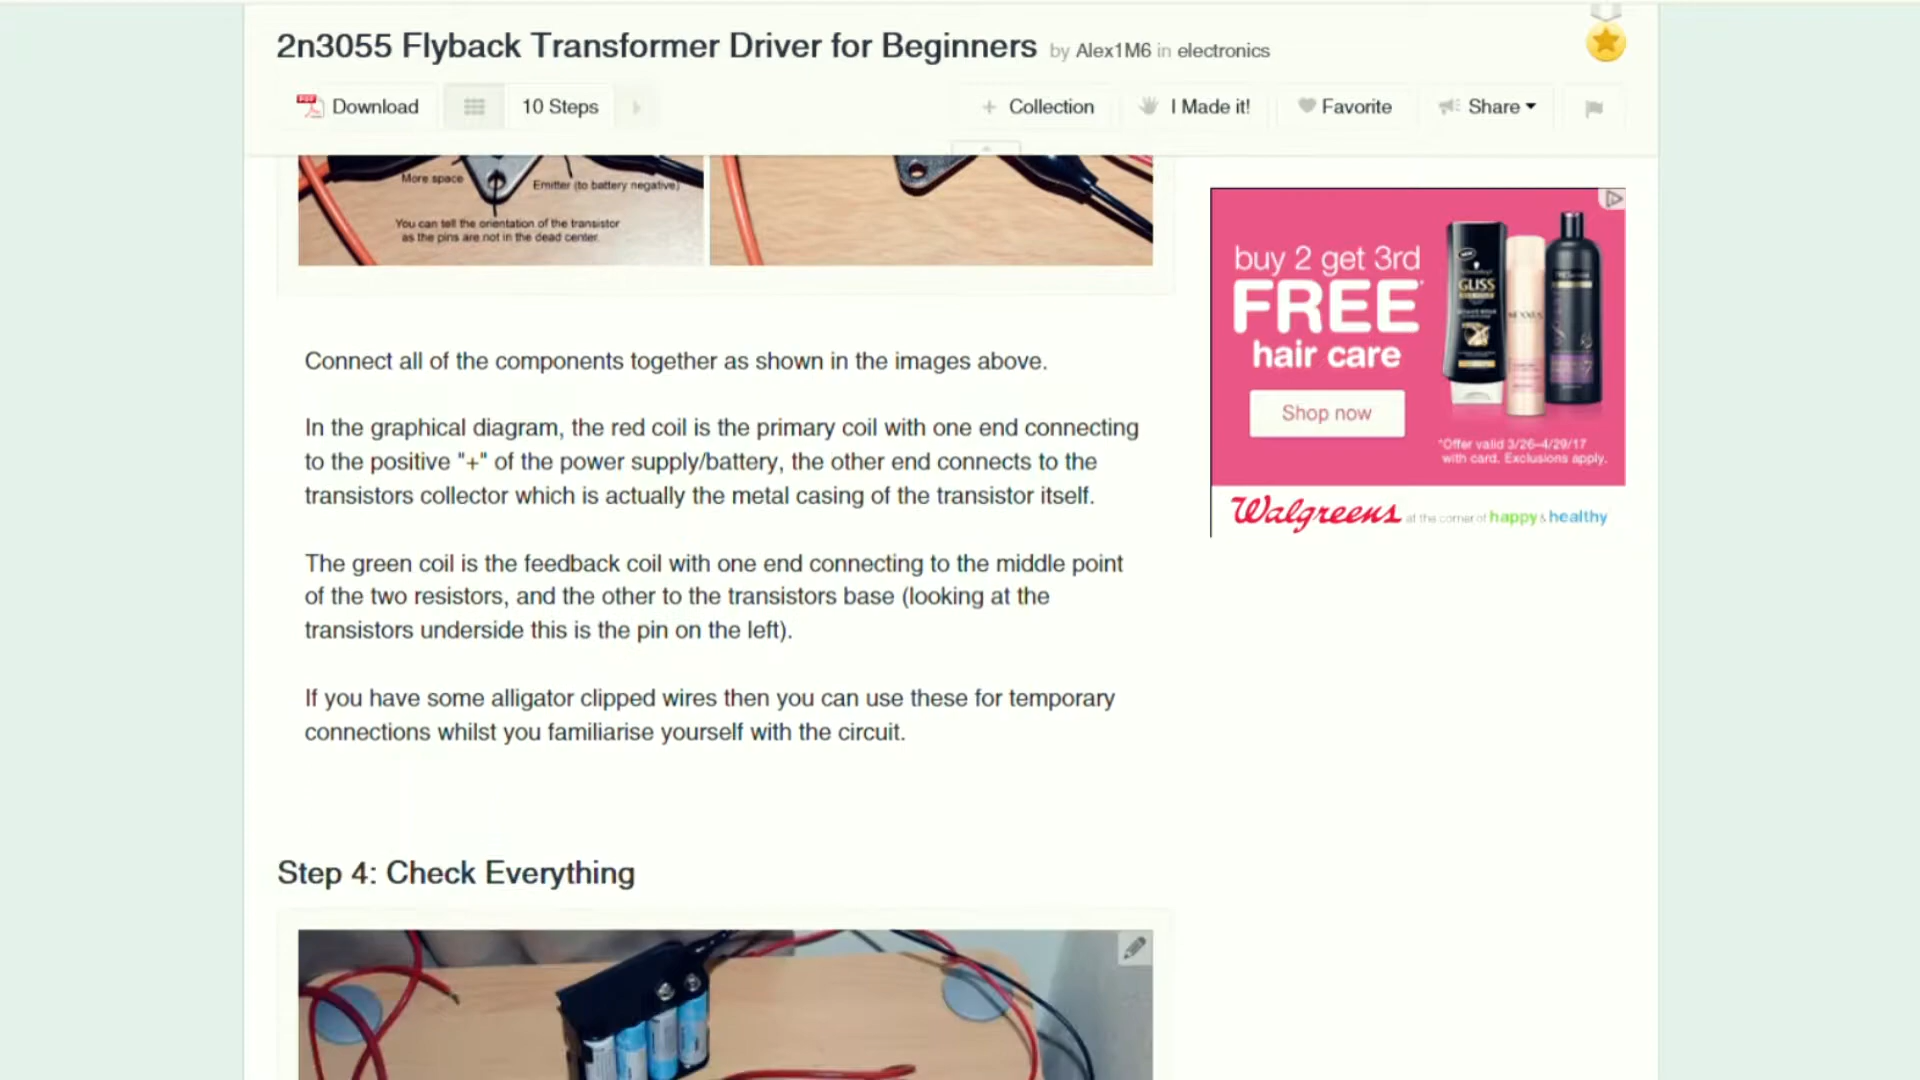 2n3055 Flyback Transformer Driver for Beginners by Alex1M6 in electronics
Download 10 Steps + Collection I Made it! Favorite Share
More space
Emitter (to battery negative)
You can tell the orientation of the transistor
as the pins are not in the dead center.
Connect all of the components together as shown in the images above.
In the graphical diagram, the red coil is the primary coil with one end connecting
to the positive "+" of the power supply/battery, the other end connects to the
transistors collector which is actually the metal casing of the transistor itself.
The green coil is the feedback coil with one end connecting to the middle point
of the two resistors, and the other to the transistors base (looking at the
transistors underside this is the pin on the left).
If you have some alligator clipped wires then you can use these for temporary
connections whilst you familiarise yourself with the circuit.
Step 4: Check Everything
buy 2 get 3rd
FREE*
hair care
Shop now
GLISS
*Offer valid 3/26–4/29/17
with card. Exclusions apply.
Walgreens at the corner of happy & healthy